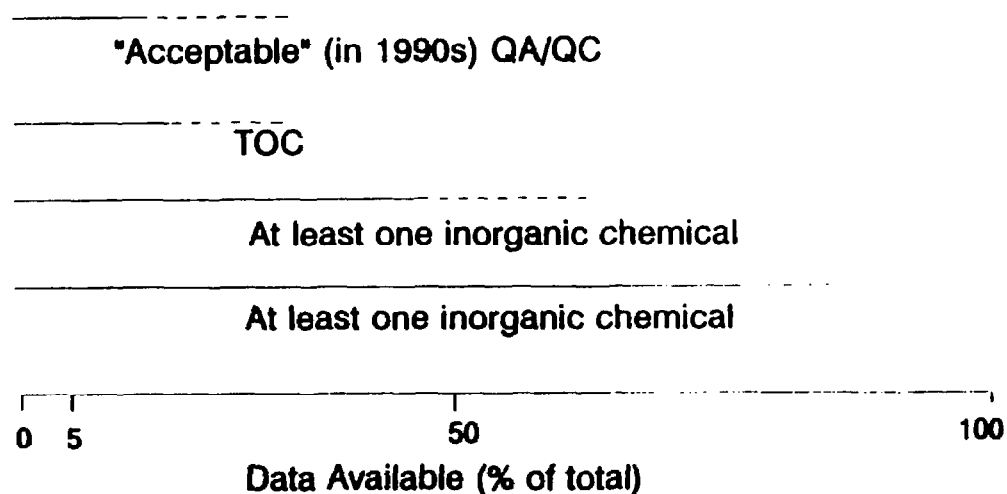 "Acceptable" (in 1990s) QA/QC
TOC
At least one inorganic chemical
At least one inorganic chemical
0 5 50 100
Data Available (% of total)